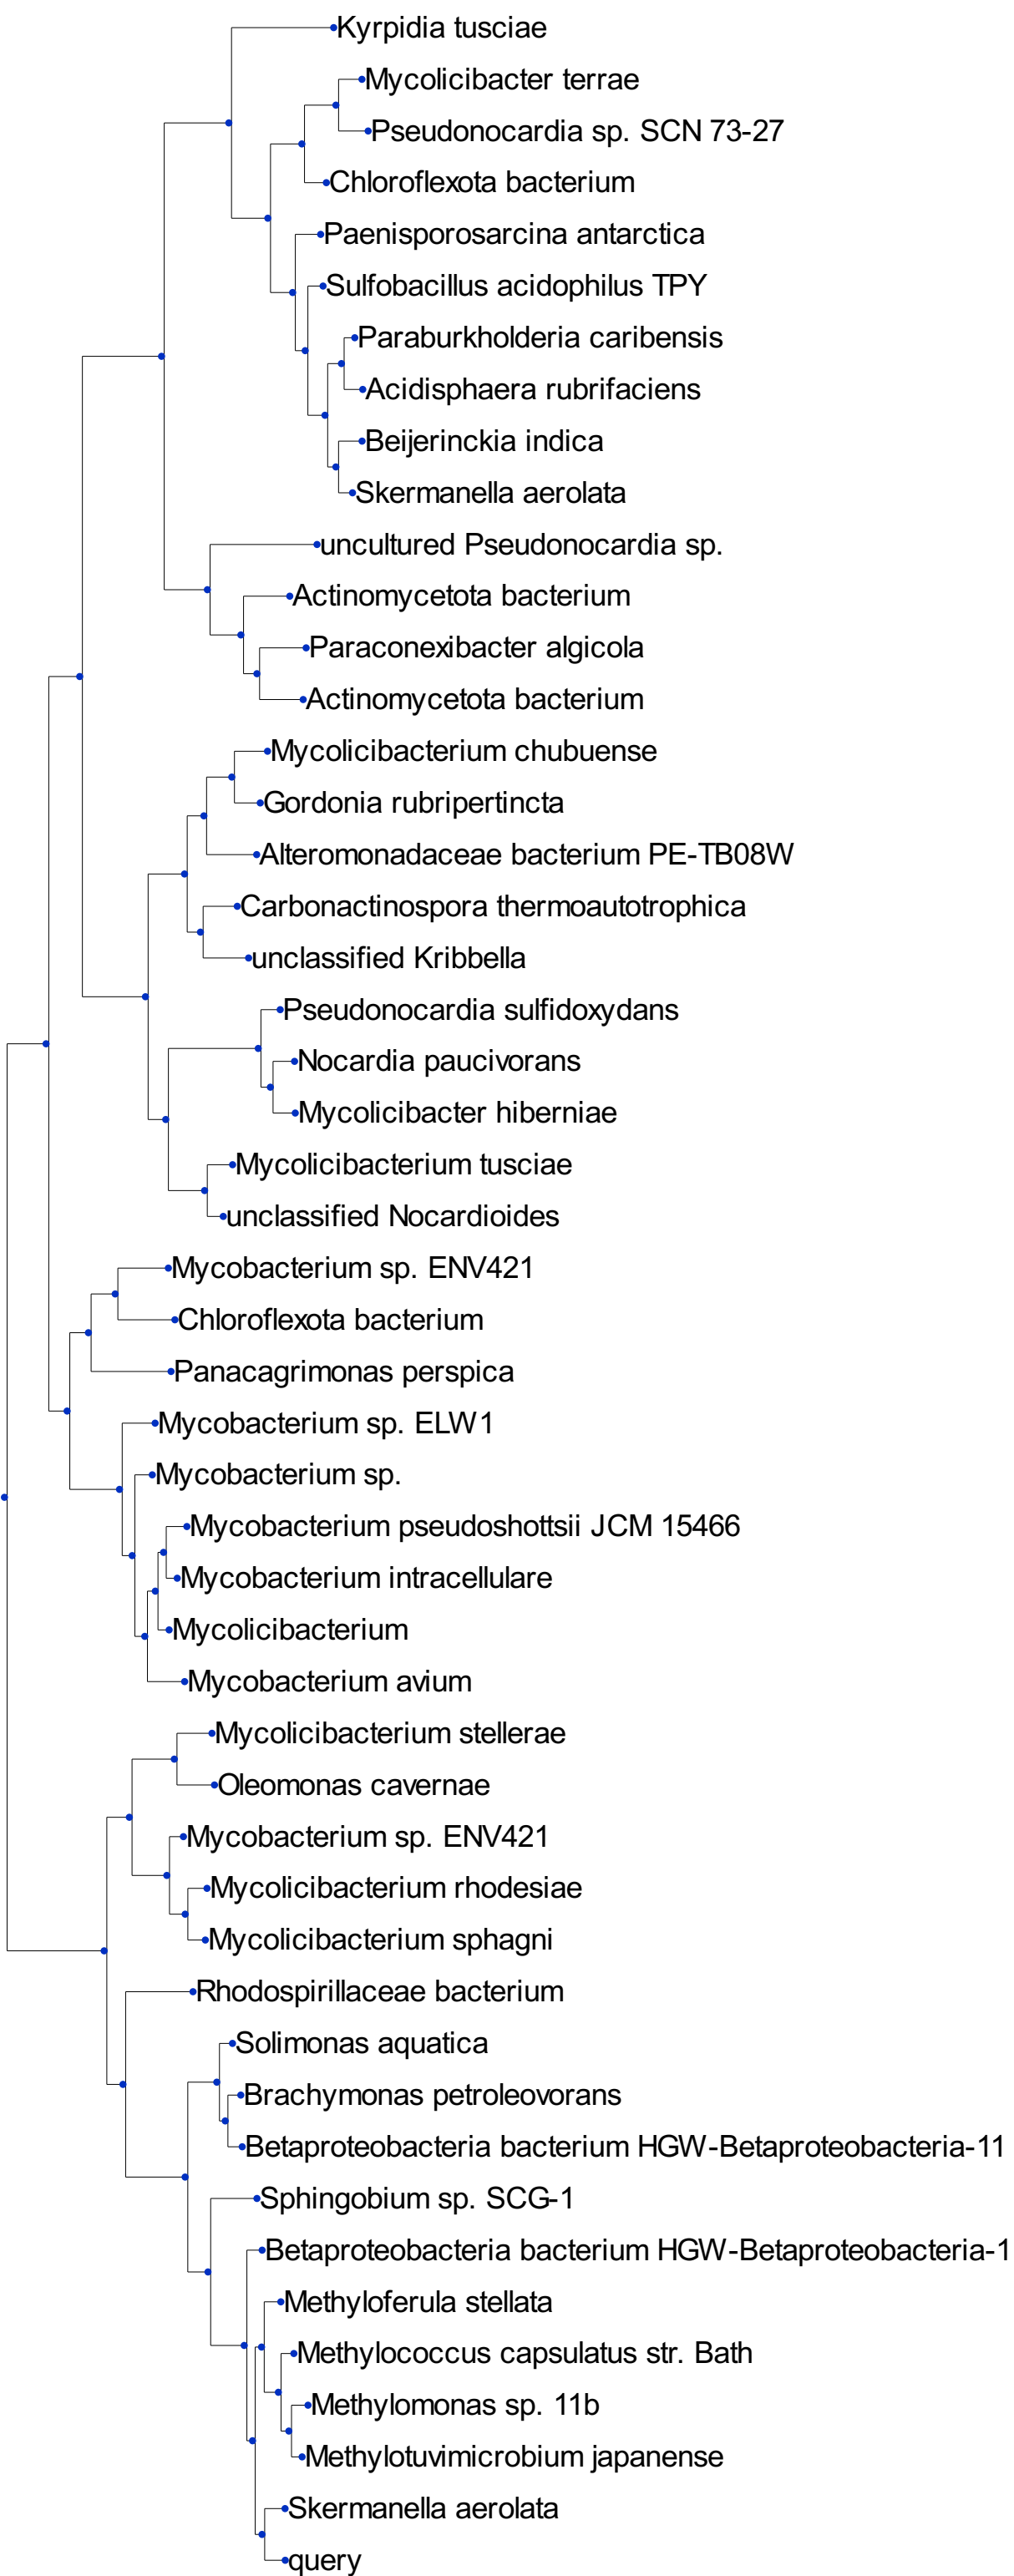 Kyrpidia tusciae
Mycolicibacter terrae
Pseudonocardia sp. SCN 73-27
Chloroflexota bacterium
Paenisporosarcina antarctica
Sulfobacillus acidophilus TPY
Paraburkholderia caribensis
Acidisphaera rubrifaciens
Beijerinckia indica
Skermanella aerolata
uncultured Pseudonocardia sp.
Actinomycetota bacterium
Paraconexibacter algicola
Actinomycetota bacterium
Mycolicibacterium chubuense
Gordonia rubripertincta
Alteromonadaceae bacterium PE-TB08W
Carbonactinospora thermoautotrophica
unclassified Kribbella
Pseudonocardia sulfidoxydans
Nocardia paucivorans
Mycolicibacter hiberniae
Mycolicibacterium tusciae
unclassified Nocardioides
Mycobacterium sp. ENV421
Chloroflexota bacterium
Panacagrimonas perspica
Mycobacterium sp. ELW1
Mycobacterium sp.
Mycobacterium pseudoshottsii JCM 15466
Mycobacterium intracellulare
Mycolicibacterium
Mycobacterium avium
Mycolicibacterium stellerae
Oleomonas cavernae
Mycobacterium sp. ENV421
Mycolicibacterium rhodesiae
Mycolicibacterium sphagni
Rhodospirillaceae bacterium
Solimonas aquatica
Brachymonas petroleovorans
Betaproteobacteria bacterium HGW-Betaproteobacteria-11
Sphingobium sp. SCG-1
Betaproteobacteria bacterium HGW-Betaproteobacteria-1
Methyloferula stellata
Methylococcus capsulatus str. Bath
Methylomonas sp. 11b
Methylotuvimicrobium japanense
Skermanella aerolata
query